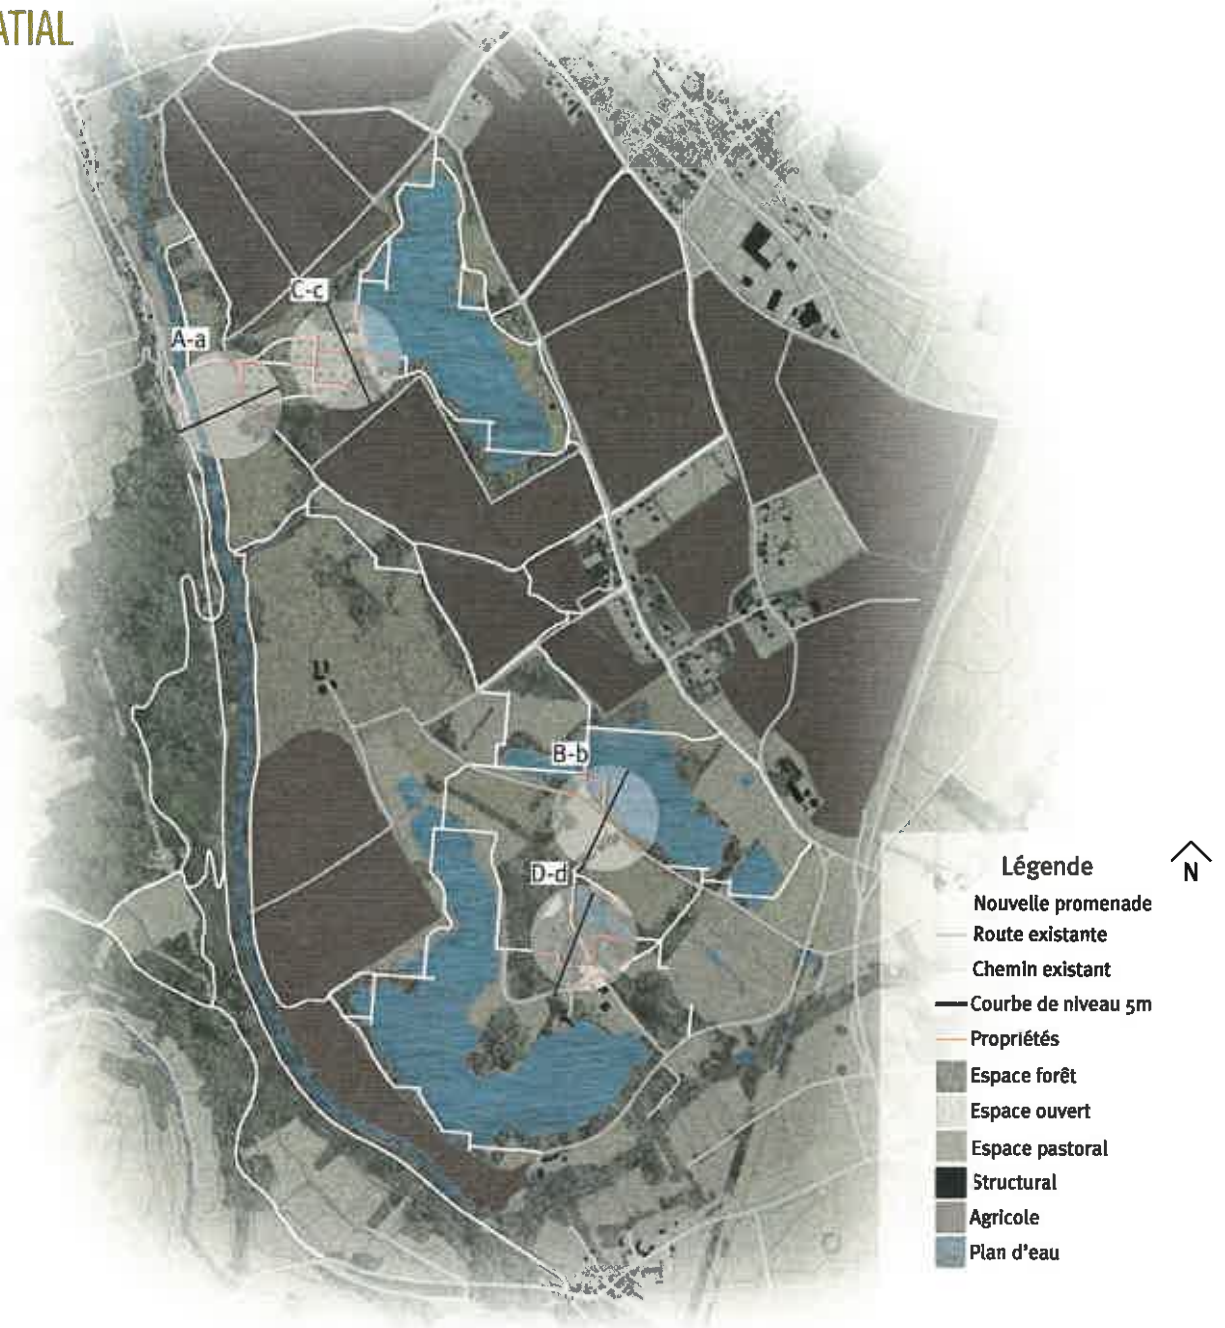 ATIAL
C-c
A-a
B-b
D-d
Légende
N
Nouvelle promenade
Route existante
Chemin existant
Courbe de niveau 5m
Propriétés
Espace forêt
Espace ouvert
Espace pastoral
Structural
Agricole
Plan d'eau